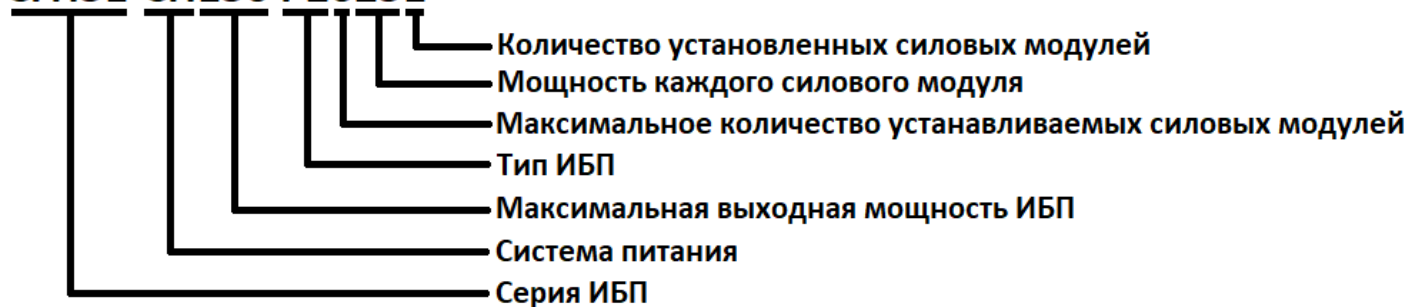 Количество установленных силовых модулей
Мощность каждого силового модуля
Максимальное количество устанавливаемых силовых модулей
Тип ИБП
Максимальная выходная мощность ИБП
Система питания
Серия ИБП